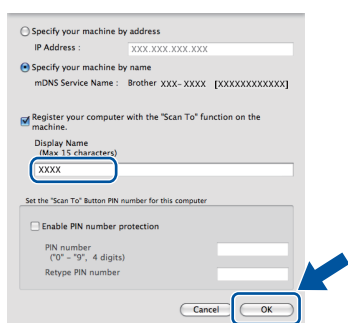 Specify your machine by address
IP Address : XXX.XXX.XXX.XXX
Specify your machine by name
mDNS Service Name : Brother XXX-XXXX [XXXXXXXXXXXX]
Register your computer with the "Scan To" function on the
machine.
Display Name
(Max 15 characters)
XXXX
Set the "Scan To" Button PIN number for this computer
Enable PIN number protection
PIN number
("0" - "9", 4 digits)
Retype PIN number
Cancel OK